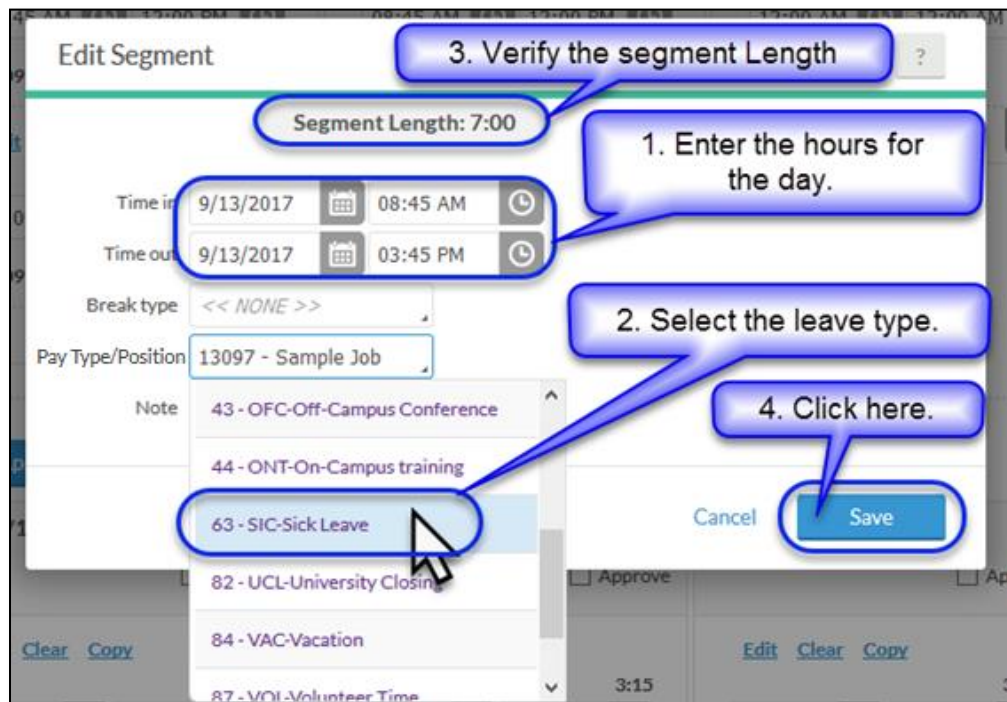 Edit Segment
3. Verify the segment Length
?
Segment Length: 7:00
1. Enter the hours for
the day.
Time in 9/13/2017 08:45 AM
Time out 9/13/2017 03:45 PM
Break type << NONE >>
2. Select the leave type.
Pay Type/Position 13097 - Sample Job
Note
43 - OFC-Off-Campus Conference
4. Click here.
44 - ONT-On-Campus training
63 - SIC-Sick Leave
Cancel Save
82 - UCL-University Closing
Approve
84 - VAC-Vacation
Clear Copy
Edit Clear Copy
87 - VOL-Volunteer Time
3:15